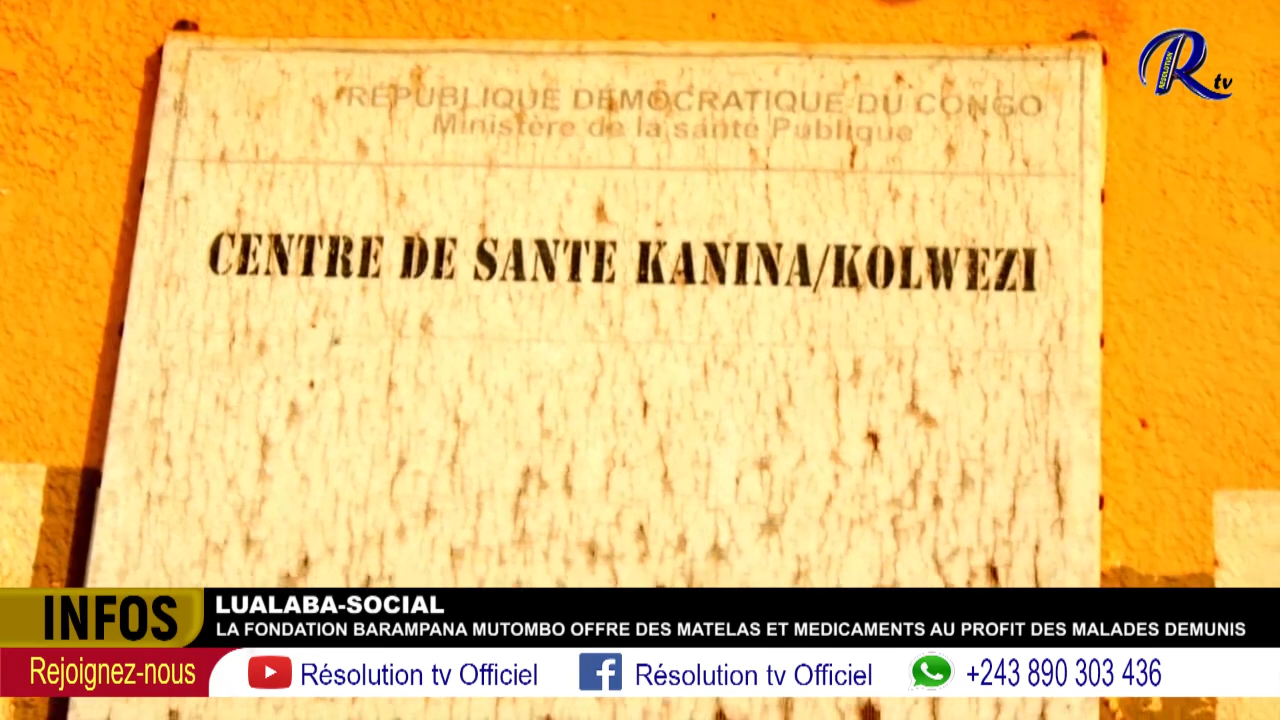 RÉPUBLIQUE DEMOCRATIQUE DU CONGO
Ministère de la santé Publique
CENTRE DE SANTE KANINA/KOLWEZI
RESOLUTION
R tv
INFOS
LUALABA-SOCIAL
LA FONDATION BARAMPANA MUTOMBO OFFRE DES MATELAS ET MEDICAMENTS AU PROFIT DES MALADES DEMUNIS
Rejoignez-nous
Résolution tv Officiel
Résolution tv Officiel
+243 890 303 436